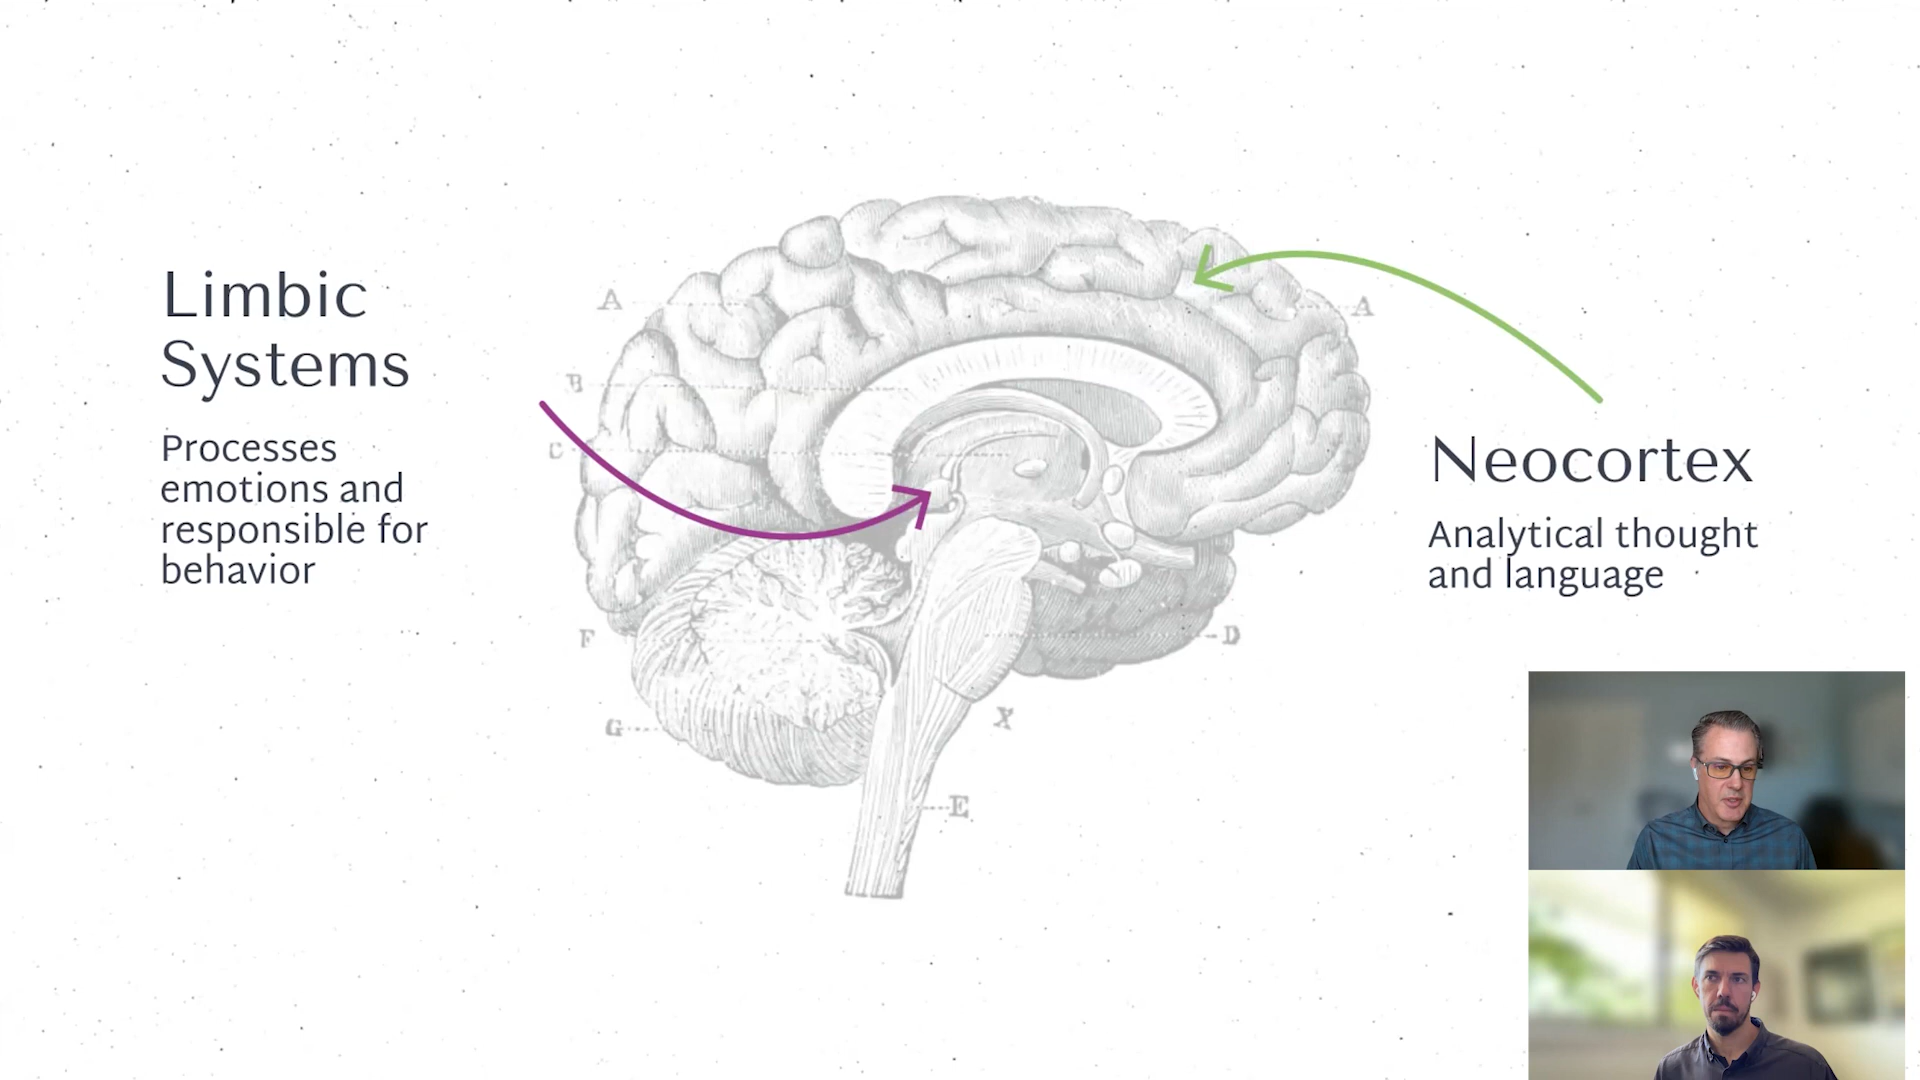 Limbic
Systems
Processes
emotions and
responsible for
behavior
A
B
C
F
G
A
D
X
E
Neocortex
Analytical thought
and language